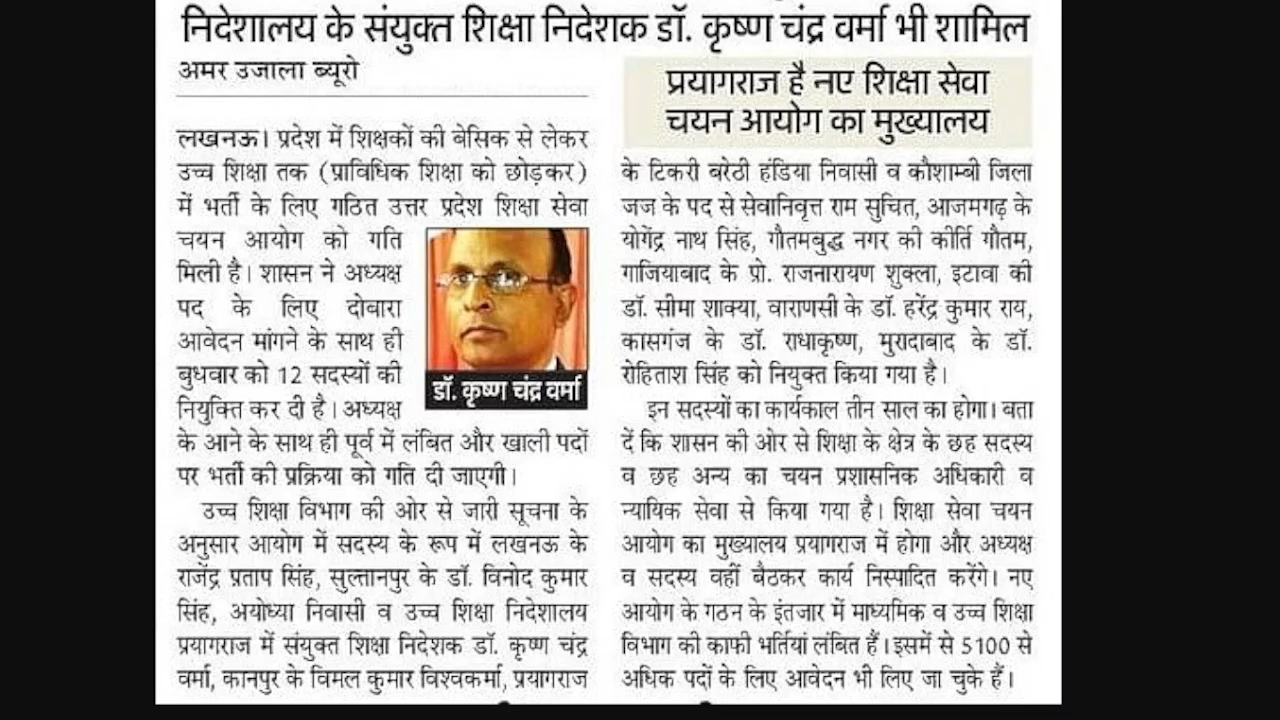 निदेशालय के संयुक्त शिक्षा निदेशक डॉ. कृष्ण चंद्र वर्मा भी शामिल
अमर उजाला ब्यूरो
लखनऊ। प्रदेश में शिक्षकों की बेसिक से लेकर
उच्च शिक्षा तक (प्राविधिक शिक्षा को छोड़कर)
में भर्ती के लिए गठित उत्तर प्रदेश शिक्षा सेवा
चयन आयोग को गति
मिली है। शासन ने अध्यक्ष
पद के लिए दोबारा
आवेदन मांगने के साथ ही
बुधवार को 12 सदस्यों की
नियुक्ति कर दी है। अध्यक्ष
के आने के साथ ही पूर्व में लंबित और खाली पदों
पर भर्ती की प्रक्रिया को गति दी जाएगी।
उच्च शिक्षा विभाग की ओर से जारी सूचना के
अनुसार आयोग में सदस्य के रूप में लखनऊ के
राजेंद्र प्रताप सिंह, सुल्तानपुर के डॉ. विनोद कुमार
सिंह, अयोध्या निवासी व उच्च शिक्षा निदेशालय
प्रयागराज में संयुक्त शिक्षा निदेशक डॉ. कृष्ण चंद्र
वर्मा, कानपुर के विमल कुमार विश्वकर्मा, प्रयागराज
डॉ. कृष्ण चंद्र वर्मा
प्रयागराज है नए शिक्षा सेवा
चयन आयोग का मुख्यालय
के टिकरी बरेठी हंडिया निवासी व कौशाम्बी जिला
जज के पद से सेवानिवृत्त राम सुचित, आजमगढ़ के
योगेंद्र नाथ सिंह, गौतमबुद्ध नगर की कीर्ति गौतम,
गाजियाबाद के प्रो. राजनारायण शुक्ला, इटावा की
डॉ. सीमा शाक्या, वाराणसी के डॉ. हरेंद्र कुमार राय,
कासगंज के डॉ. राधाकृष्ण, मुरादाबाद के डॉ.
रोहिताश सिंह को नियुक्त किया गया है।
इन सदस्यों का कार्यकाल तीन साल का होगा। बता
दें कि शासन की ओर से शिक्षा के क्षेत्र के छह सदस्य
व छह अन्य का चयन प्रशासनिक अधिकारी व
न्यायिक सेवा से किया गया है। शिक्षा सेवा चयन
आयोग का मुख्यालय प्रयागराज में होगा और अध्यक्ष
व सदस्य वहीं बैठकर कार्य निस्पादित करेंगे। नए
आयोग के गठन के इंतजार में माध्यमिक व उच्च शिक्षा
विभाग की काफी भर्तियां लंबित हैं। इसमें से 5100 से
अधिक पदों के लिए आवेदन भी लिए जा चुके हैं।